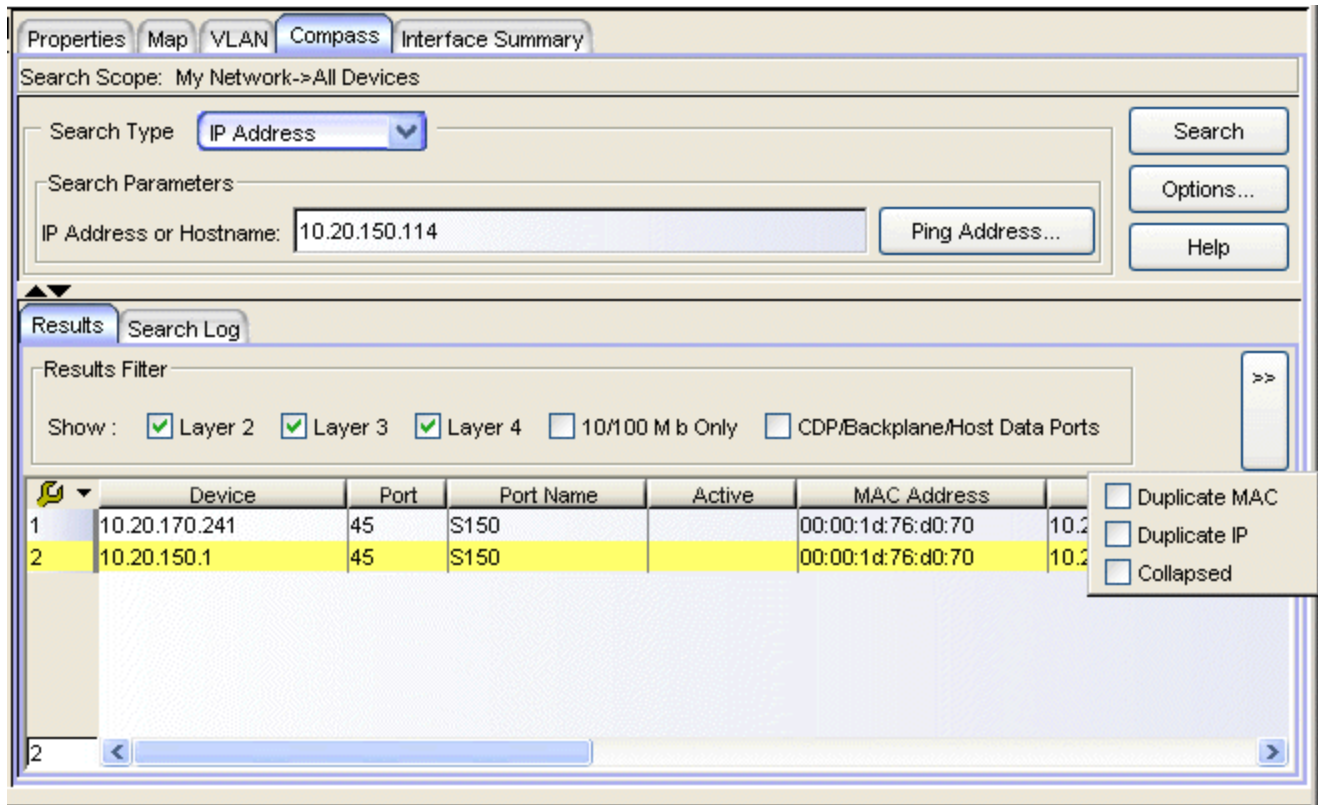 Properties Map VLAN Compass Interface Summary
Search Scope: My Network->All Devices
Search Type IP Address Search
Search Parameters Options...
IP Address or Hostname: 10.20.150.114 Ping Address... Help
Results Search Log
Results Filter >>
Show : Layer 2 Layer 3 Layer 4 10/100 M b Only CDP/Backplane/Host Data Ports
Device Port Port Name Active MAC Address Duplicate MAC
1 10.20.170.241 45 S150 00:00:1d:76:d0:70 10.2 Duplicate IP
2 10.20.150.1 45 S150 00:00:1d:76:d0:70 10.2 Collapsed
2